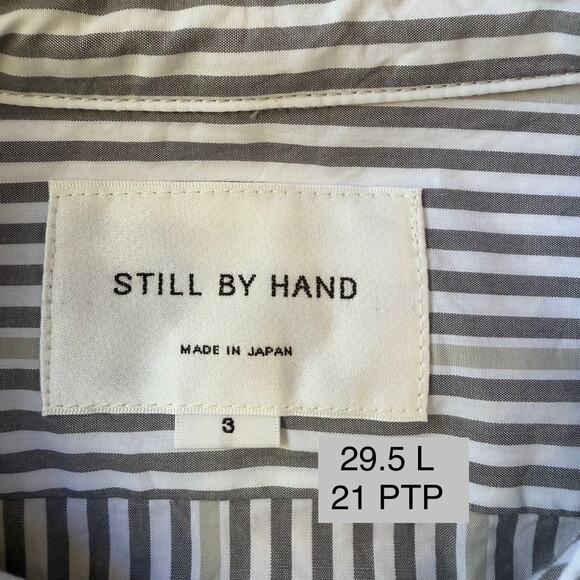 STILL BY HAND
MADE IN JAPAN
3
29.5 L
21 PTP